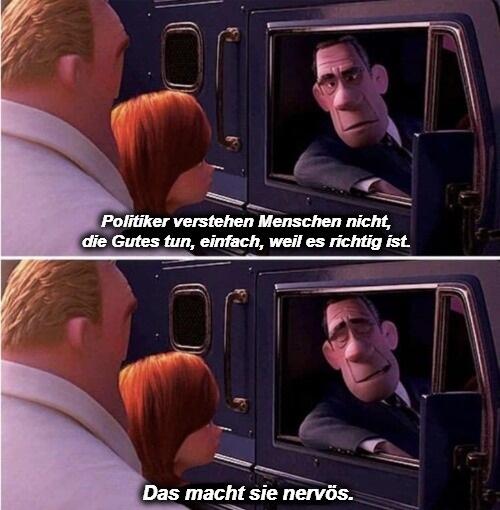 Politiker verstehen Menschen nicht,
die Gutes tun, einfach, weil es richtig ist.
Das macht sie nervös.